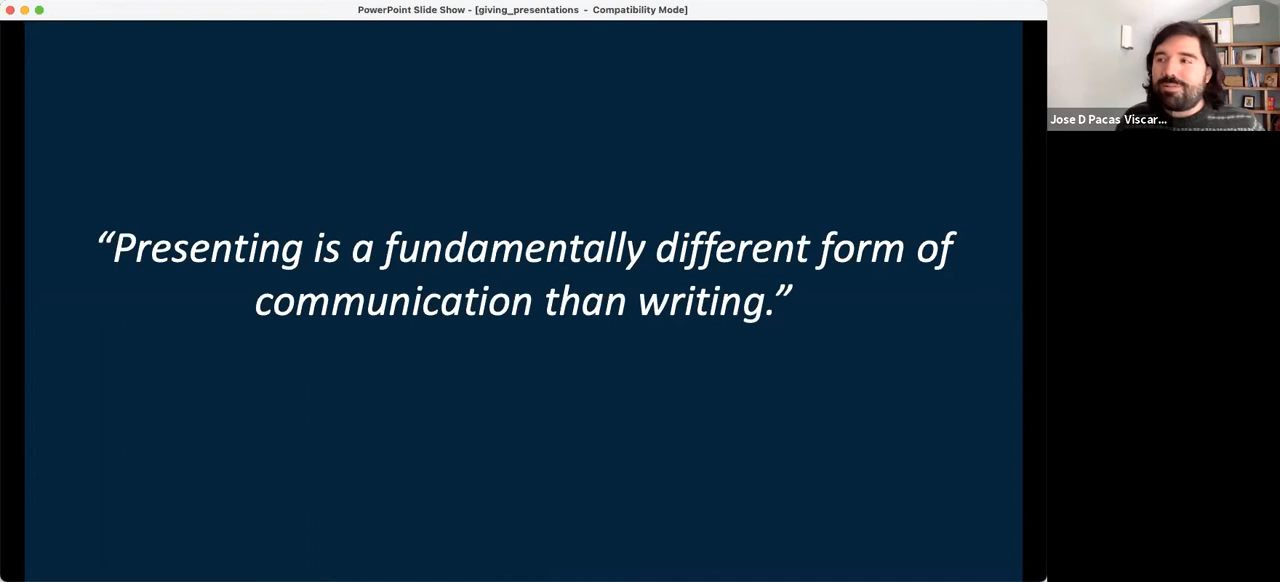 PowerPoint Slide Show - [giving_presentations - Compatibility Mode]
“Presenting is a fundamentally different form of
communication than writing.”
Jose D Pacas Viscar...